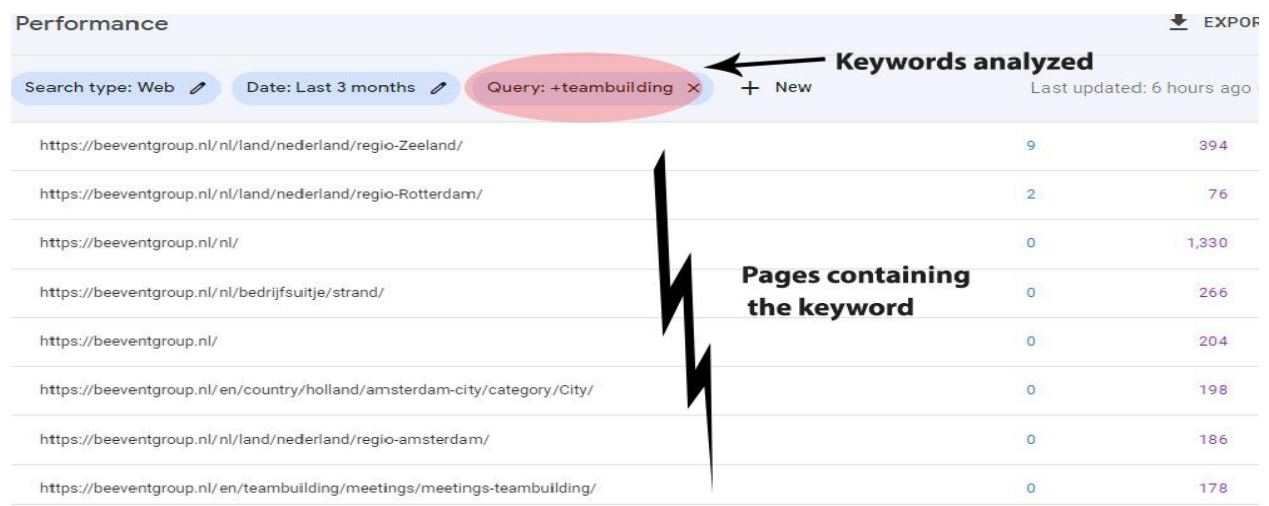 Performance
EXPOR
Keywords analyzed
Search type: Web
Date: Last 3 months
Query: +teambuilding ×
+ New
Last updated: 6 hours ago
https://beeventgroup.nl/nl/land/nederland/regio-Zeeland/ 9 394
https://beeventgroup.nl/nl/land/nederland/regio-Rotterdam/ 2 76
https://beeventgroup.nl/nl/ 0 1,330
Pages containing
the keyword
https://beeventgroup.nl/nl/bedrijfsuitje/strand/ 0 266
https://beeventgroup.nl/ 0 204
https://beeventgroup.nl/en/country/holland/amsterdam-city/category/City/ 0 198
https://beeventgroup.nl/nl/land/nederland/regio-amsterdam/ 0 186
https://beeventgroup.nl/en/teambuilding/meetings/meetings-teambuilding/ 0 178